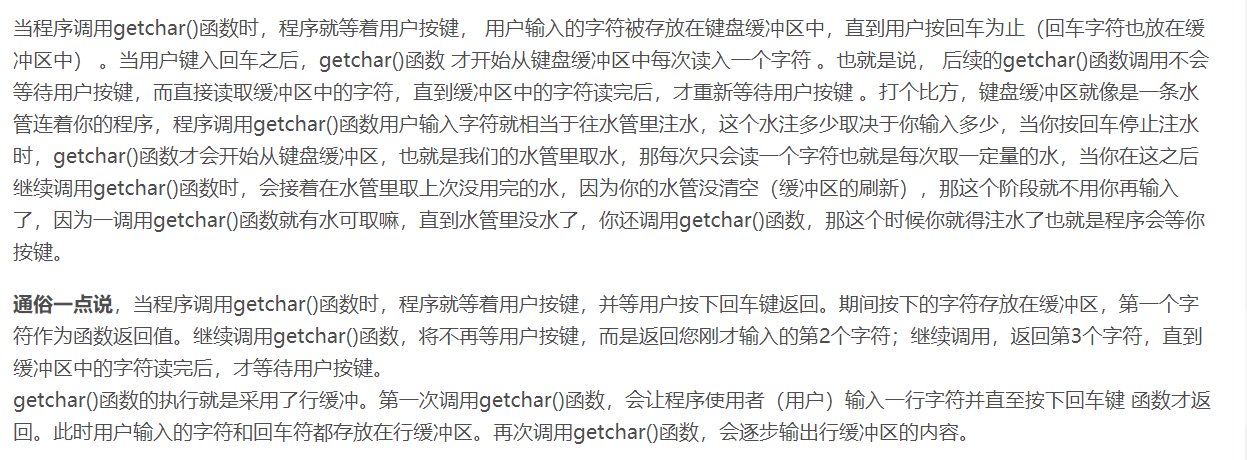 当程序调用getchar()函数时，程序就等着用户按键， 用户输入的字符被存放在键盘缓冲区中，直到用户按回车为止（回车字符也放在缓
冲区中） 。当用户键入回车之后，getchar()函数 才开始从键盘缓冲区中每次读入一个字符 。也就是说， 后续的getchar()函数调用不会
等待用户按键，而直接读取缓冲区中的字符，直到缓冲区中的字符读完后，才重新等待用户按键 。打个比方，键盘缓冲区就像是一条水
管连着你的程序，程序调用getchar()函数用户输入字符就相当于往水管里注水，这个水注多少取决于你输入多少，当你按回车停止注水
时，getchar()函数才会开始从键盘缓冲区，也就是我们的水管里取水，那每次只会读一个字符也就是每次取一定量的水，当你在这之后
继续调用getchar()函数时，会接着在水管里取上次没用完的水，因为你的水管没清空（缓冲区的刷新），那这个阶段就不用你再输入
了，因为一调用getchar()函数就有水可取嘛，直到水管里没水了，你还调用getchar()函数，那这个时候你就得注水了也就是程序会等你
按键。
通俗一点说，当程序调用getchar()函数时，程序就等着用户按键，并等用户按下回车键返回。期间按下的字符存放在缓冲区，第一个字
符作为函数返回值。继续调用getchar()函数，将不再等用户按键，而是返回您刚才输入的第2个字符；继续调用，返回第3个字符，直到
缓冲区中的字符读完后，才等待用户按键。
getchar()函数的执行就是采用了行缓冲。第一次调用getchar()函数，会让程序使用者（用户）输入一行字符并直至按下回车键 函数才返
回。此时用户输入的字符和回车符都存放在行缓冲区。再次调用getchar()函数，会逐步输出行缓冲区的内容。